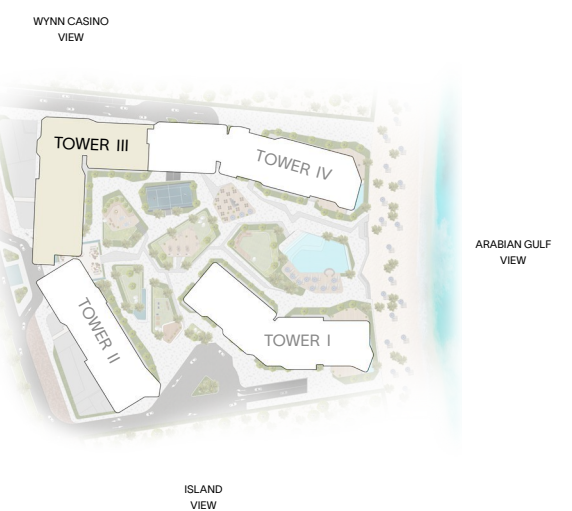 WYNN CASINO
VIEW
TOWER III
TOWER IV
ARABIAN GULF
VIEW
TOWER II
TOWER I
ISLAND
VIEW